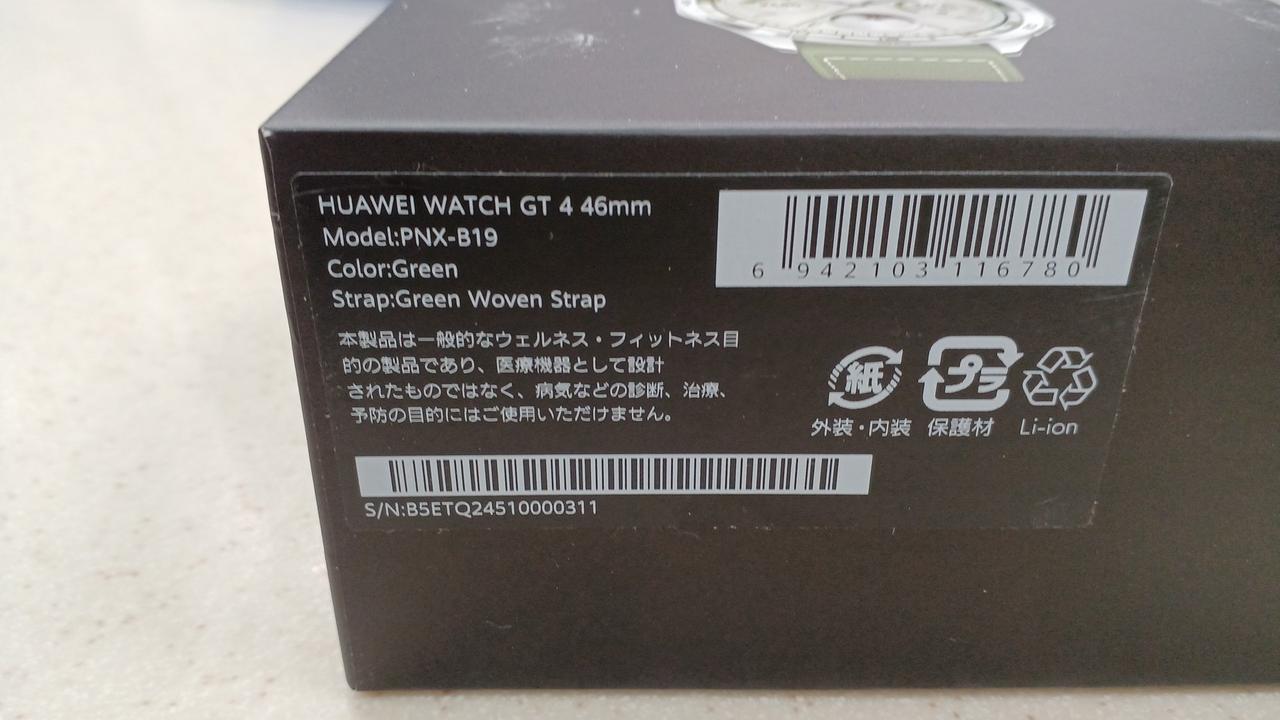 HUAWEI WATCH GT 4 46mm
Model:PNX-B19
Color:Green
Strap:Green Woven Strap
6 942103 116780
本製品は一般的なウェルネス・フィットネス目
的の製品であり、医療機器として設計
されたものではなく、病気などの診断、治療、
予防の目的にはご使用いただけません。
紙
プラ
外装・内装
保護材
Li-ion
S/N:B5ETQ24510000311